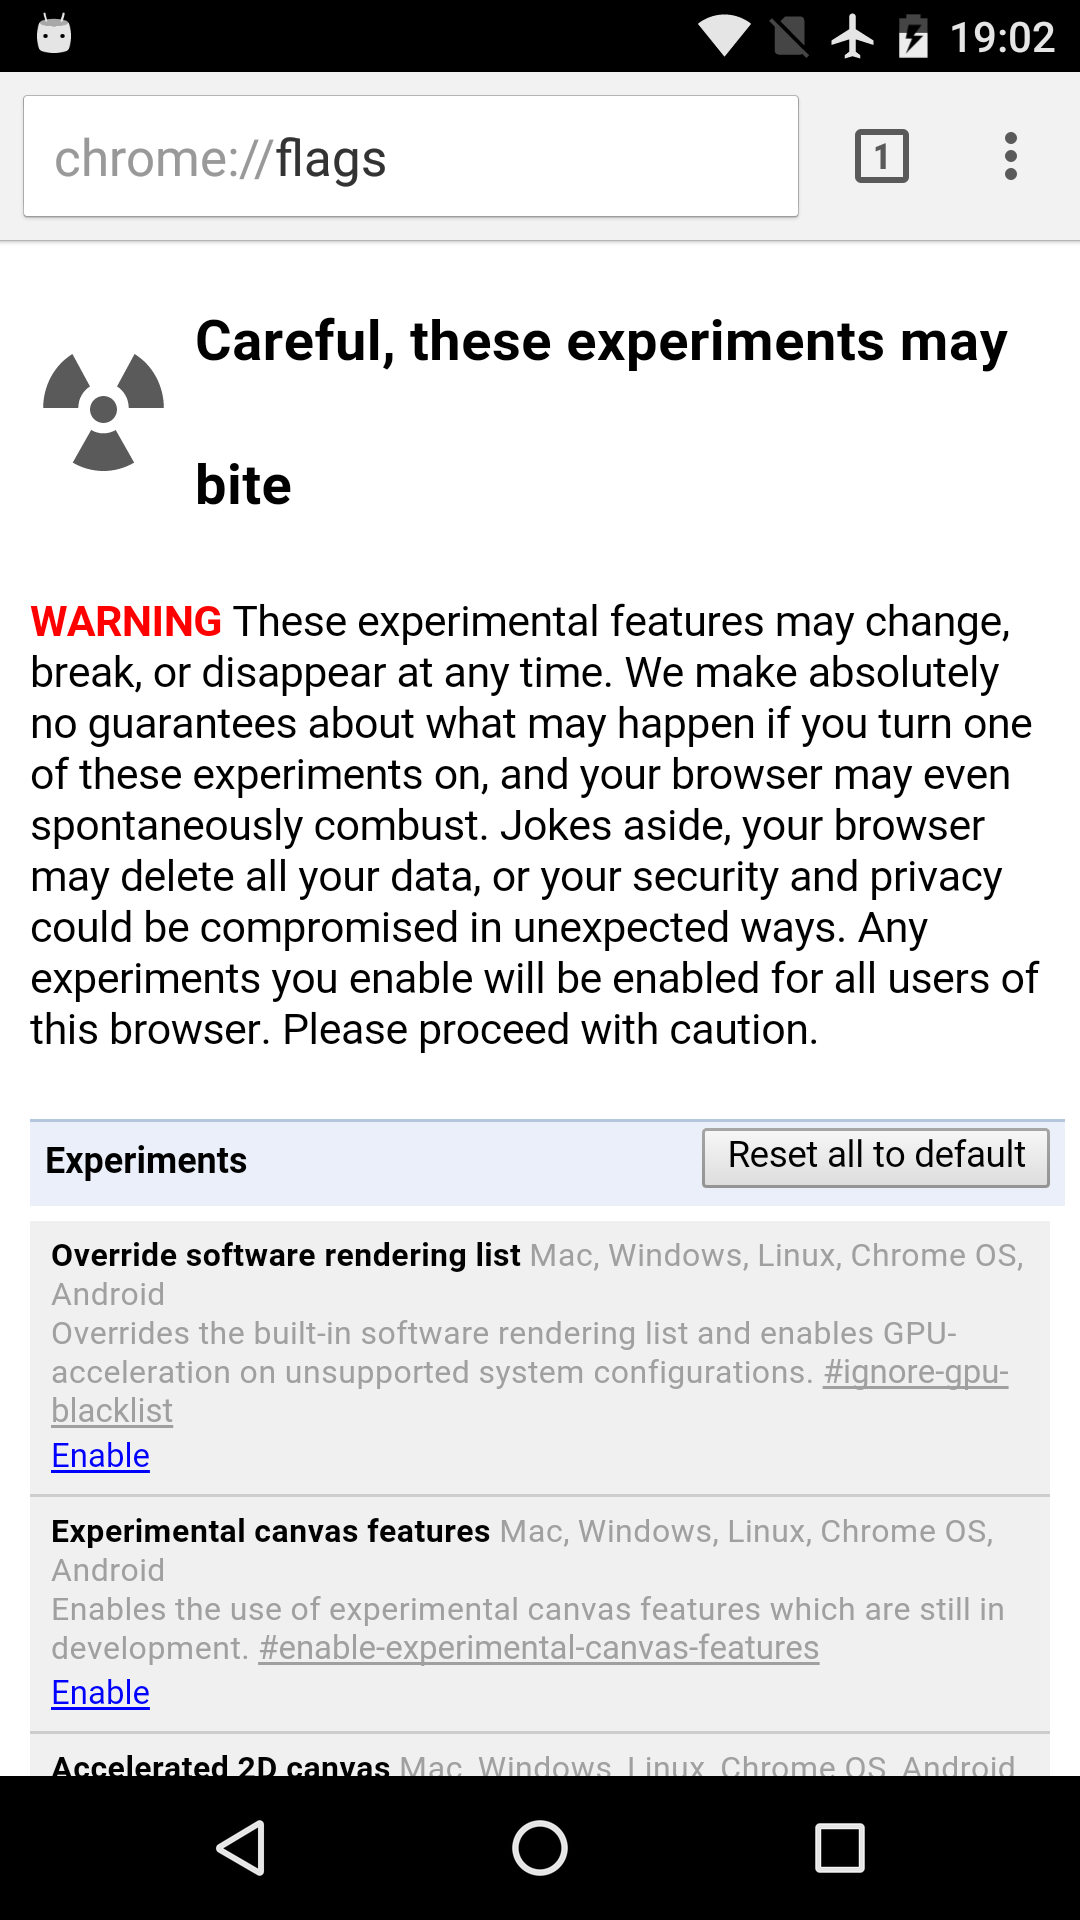 19:02
chrome://flags
1
Careful, these experiments may
bite
WARNING These experimental features may change,
break, or disappear at any time. We make absolutely
no guarantees about what may happen if you turn one
of these experiments on, and your browser may even
spontaneously combust. Jokes aside, your browser
may delete all your data, or your security and privacy
could be compromised in unexpected ways. Any
experiments you enable will be enabled for all users of
this browser. Please proceed with caution.
Experiments
Reset all to default
Override software rendering list Mac, Windows, Linux, Chrome OS,
Android
Overrides the built-in software rendering list and enables GPU-
acceleration on unsupported system configurations. #ignore-gpu-
blacklist
Enable
Experimental canvas features Mac, Windows, Linux, Chrome OS,
Android
Enables the use of experimental canvas features which are still in
development. #enable-experimental-canvas-features
Enable
Accelerated 2D canvas Mac, Windows, Linux, Chrome OS, Android